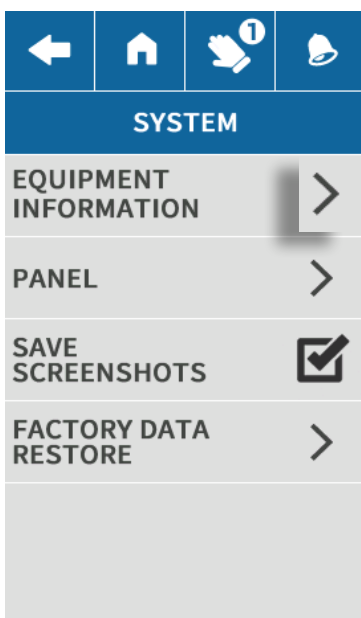 1
SYSTEM
EQUIPMENT
INFORMATION
PANEL
SAVE
SCREENSHOTS
FACTORY DATA
RESTORE